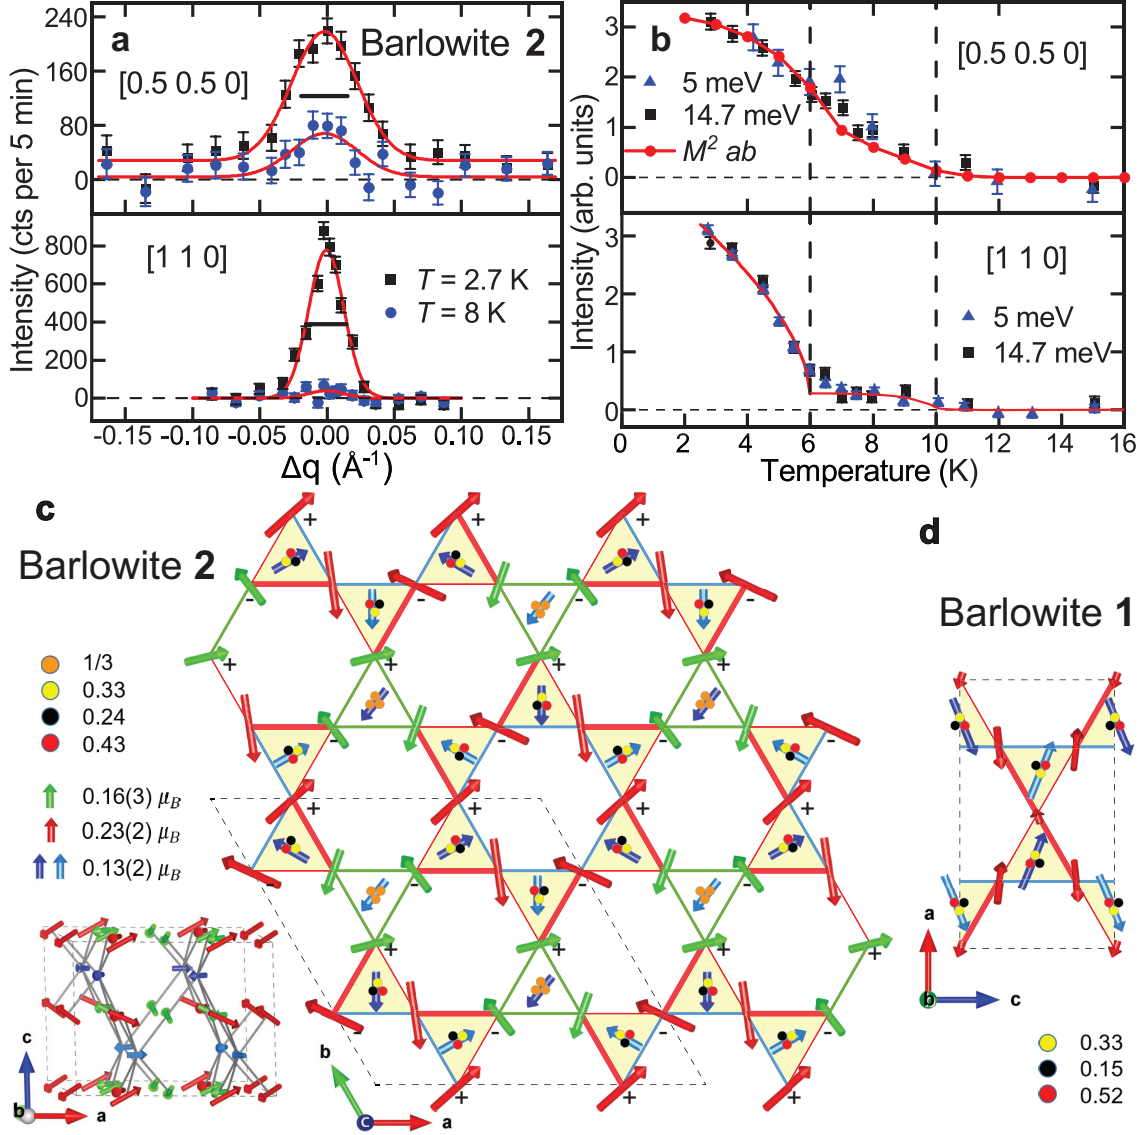 a
Barlowite 2
[0.5 0.5 0]
240
160
80
0
[1 1 0]
T = 2.7 K
T = 8 K
800
600
400
200
0
Intensity (cts per 5 min)
-0.15 -0.10 -0.05 0.00 0.05 0.10 0.15
Δq (Å-1)
b
[0.5 0.5 0]
5 meV
14.7 meV
M2 ab
3
2
1
0
[1 1 0]
5 meV
14.7 meV
3
2
1
0
Intensity (arb. units)
0 2 4 6 8 10 12 14 16
Temperature (K)
c
Barlowite 2
1/3
0.33
0.24
0.43
0.16(3) μB
0.23(2) μB
0.13(2) μB
+ + +
- - - - - -
+ + + +
- - - - - -
+ + +
- - - - - -
+ + + +
- - - - - -
+ + +
c
b
a
b
c
a
d
Barlowite 1
a
b
c
0.33
0.15
0.52